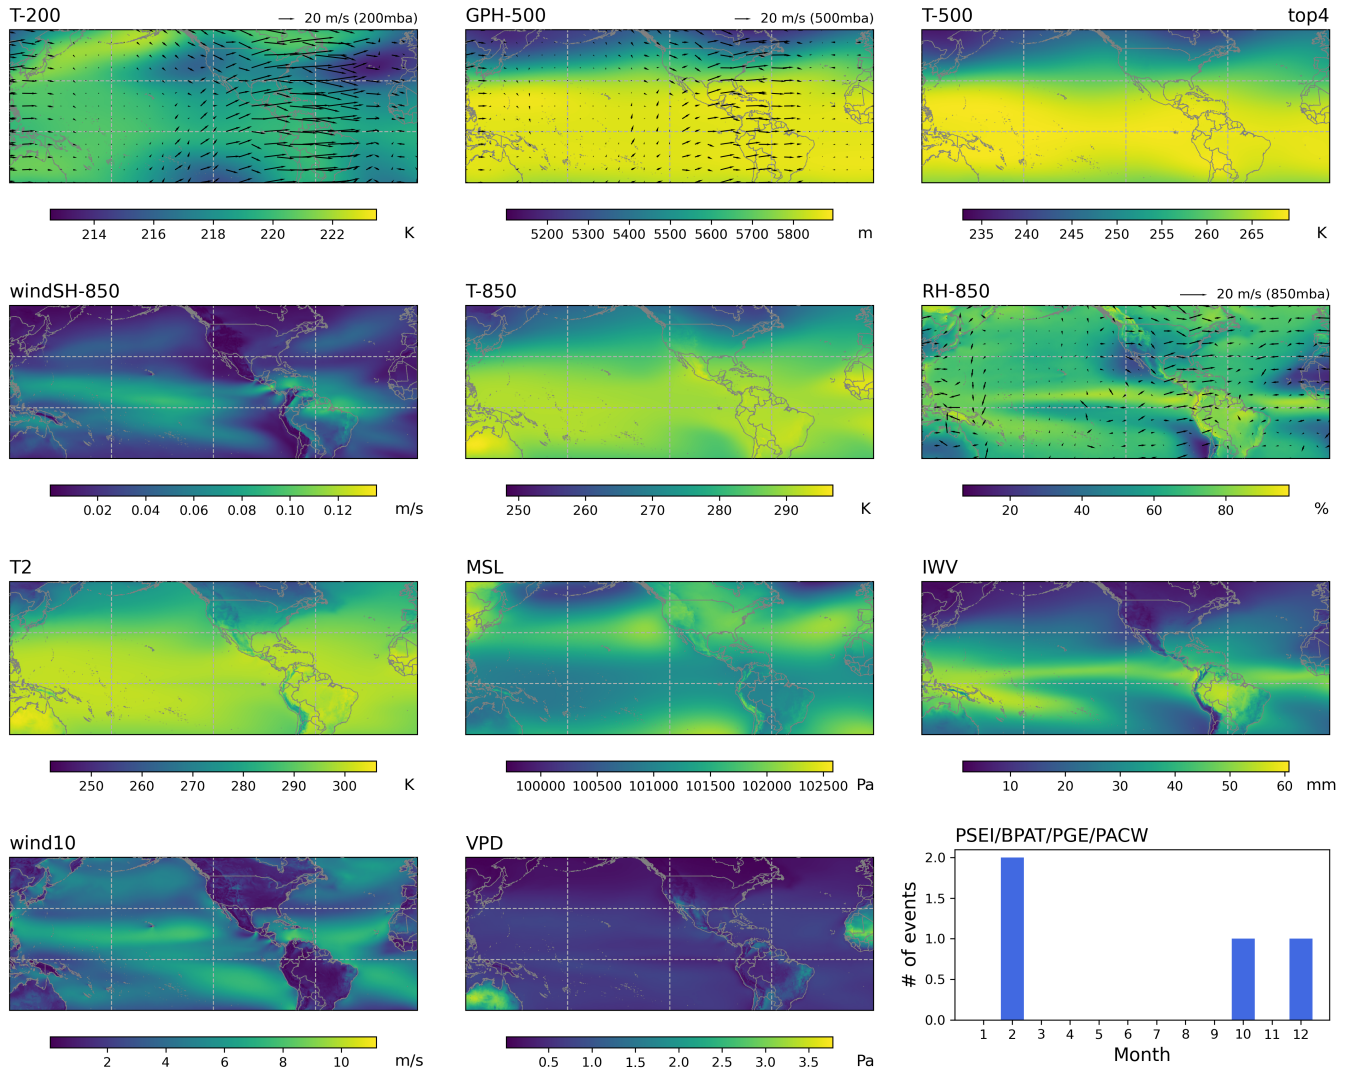 T-200
20 m/s (200mba)
GPH-500
20 m/s (500mba)
T-500
top4
214 216 218 220 222 K
5200 5300 5400 5500 5600 5700 5800 m
235 240 245 250 255 260 265 K
windSH-850
T-850
RH-850
20 m/s (850mba)
0.02 0.04 0.06 0.08 0.10 0.12 m/s
250 260 270 280 290 K
20 40 60 80 %
T2
MSL
IWV
250 260 270 280 290 300 K
100000 100500 101000 101500 102000 102500 Pa
10 20 30 40 50 60 mm
wind10
VPD
PSEI/BPAT/PGE/PACW
2.0
1.5
1.0
0.5
0.0
# of events
1 2 3 4 5 6 7 8 9 10 11 12
Month
2 4 6 8 10 m/s
0.5 1.0 1.5 2.0 2.5 3.0 3.5 Pa